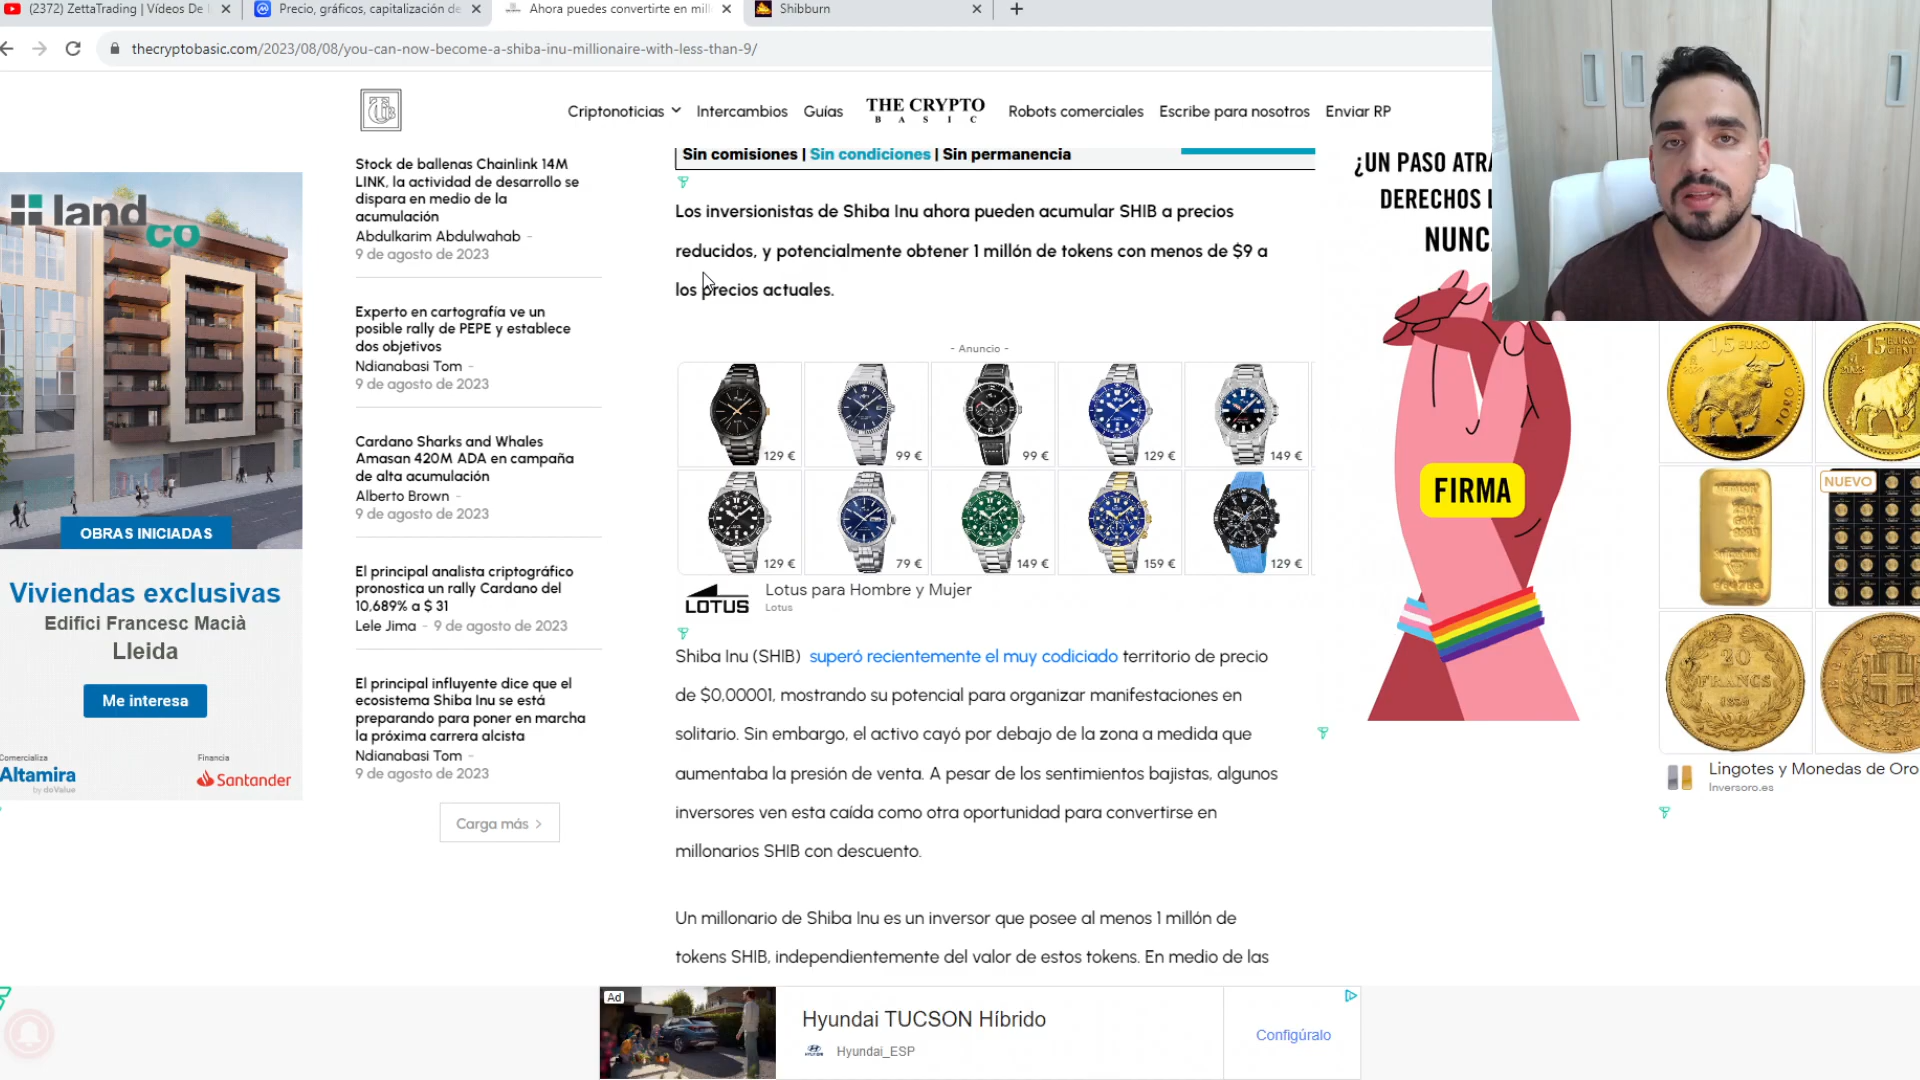 (2372) ZettaTrading | Vídeos De
Precio, gráficos, capitalización de
Ahora puedes convertirte en mil
Shibburn
thecryptobasic.com/2023/08/08/you-can-now-become-a-shiba-inu-millionaire-with-less-than-9/
Criptonoticias
Intercambios
Guías
THE CRYPTO
BASIC
Robots comerciales
Escribe para nosotros
Enviar RP
land
co
OBRAS INICIADAS
Viviendas exclusivas
Edifici Francesc Macià
Lleida
Me interesa
Comercializa
Altamira
by doValue
Financia
Santander
Stock de ballenas Chainlink 14M
LINK, la actividad de desarrollo se
dispara en medio de la
acumulación
Abdulkarim Abdulwahab -
9 de agosto de 2023
Experto en cartografía ve un
posible rally de PEPE y establece
dos objetivos
Ndianabasi Tom -
9 de agosto de 2023
Cardano Sharks and Whales
Amasan 420M ADA en campaña
de alta acumulación
Alberto Brown -
9 de agosto de 2023
El principal analista criptográfico
pronostica un rally Cardano del
10,689% a $ 31
Lele Jima - 9 de agosto de 2023
El principal influyente dice que el
ecosistema Shiba Inu se está
preparando para poner en marcha
la próxima carrera alcista
Ndianabasi Tom -
9 de agosto de 2023
Carga más >
Sin comisiones | Sin condiciones | Sin permanencia
Los inversionistas de Shiba Inu ahora pueden acumular SHIB a precios
reducidos, y potencialmente obtener 1 millón de tokens con menos de $9 a
los precios actuales.
- Anuncio -
129 €
99 €
99 €
129 €
149 €
129 €
79 €
149 €
159 €
129 €
LOTUS
Lotus para Hombre y Mujer
Lotus
Shiba Inu (SHIB) superó recientemente el muy codiciado territorio de precio
de $0,00001, mostrando su potencial para organizar manifestaciones en
solitario. Sin embargo, el activo cayó por debajo de la zona a medida que
aumentaba la presión de venta. A pesar de los sentimientos bajistas, algunos
inversores ven esta caída como otra oportunidad para convertirse en
millonarios SHIB con descuento.
Un millonario de Shiba Inu es un inversor que posee al menos 1 millón de
tokens SHIB, independientemente del valor de estos tokens. En medio de las
¿UN PASO ATRÁ
DERECHOS
NUNC
FIRMA
NUEVO
20
FRANCS
Lingotes y Monedas de Oro
Inversoro.es
Ad
Hyundai TUCSON Híbrido
Hyundai_ESP
Configúralo